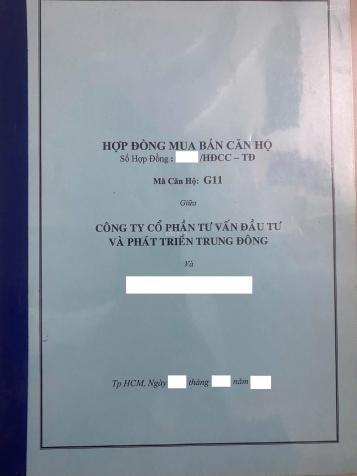 HỢP ĐỒNG MUA BÁN CĂN HỘ
Số Hợp Đồng : /HĐCC – TĐ
Mã Căn Hộ: G11
Giữa
CÔNG TY CỔ PHẦN TƯ VẤN ĐẦU TƯ
VÀ PHÁT TRIỂN TRUNG ĐÔNG
Và
Tp HCM, Ngày tháng năm